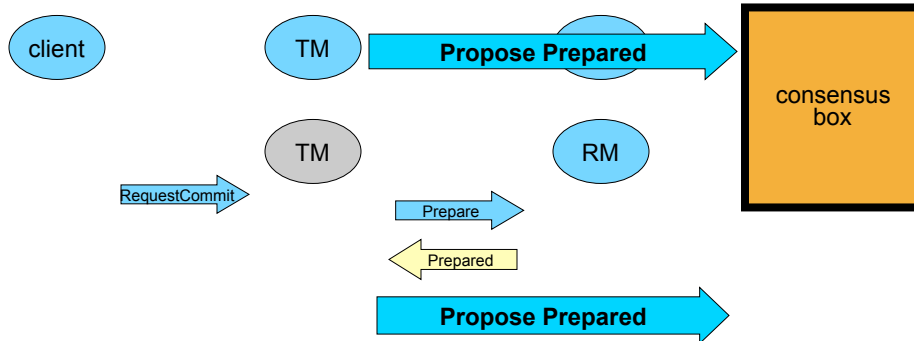 client
TM
Propose Prepared
consensus
box
TM
RM
RequestCommit
Prepare
Prepared
Propose Prepared